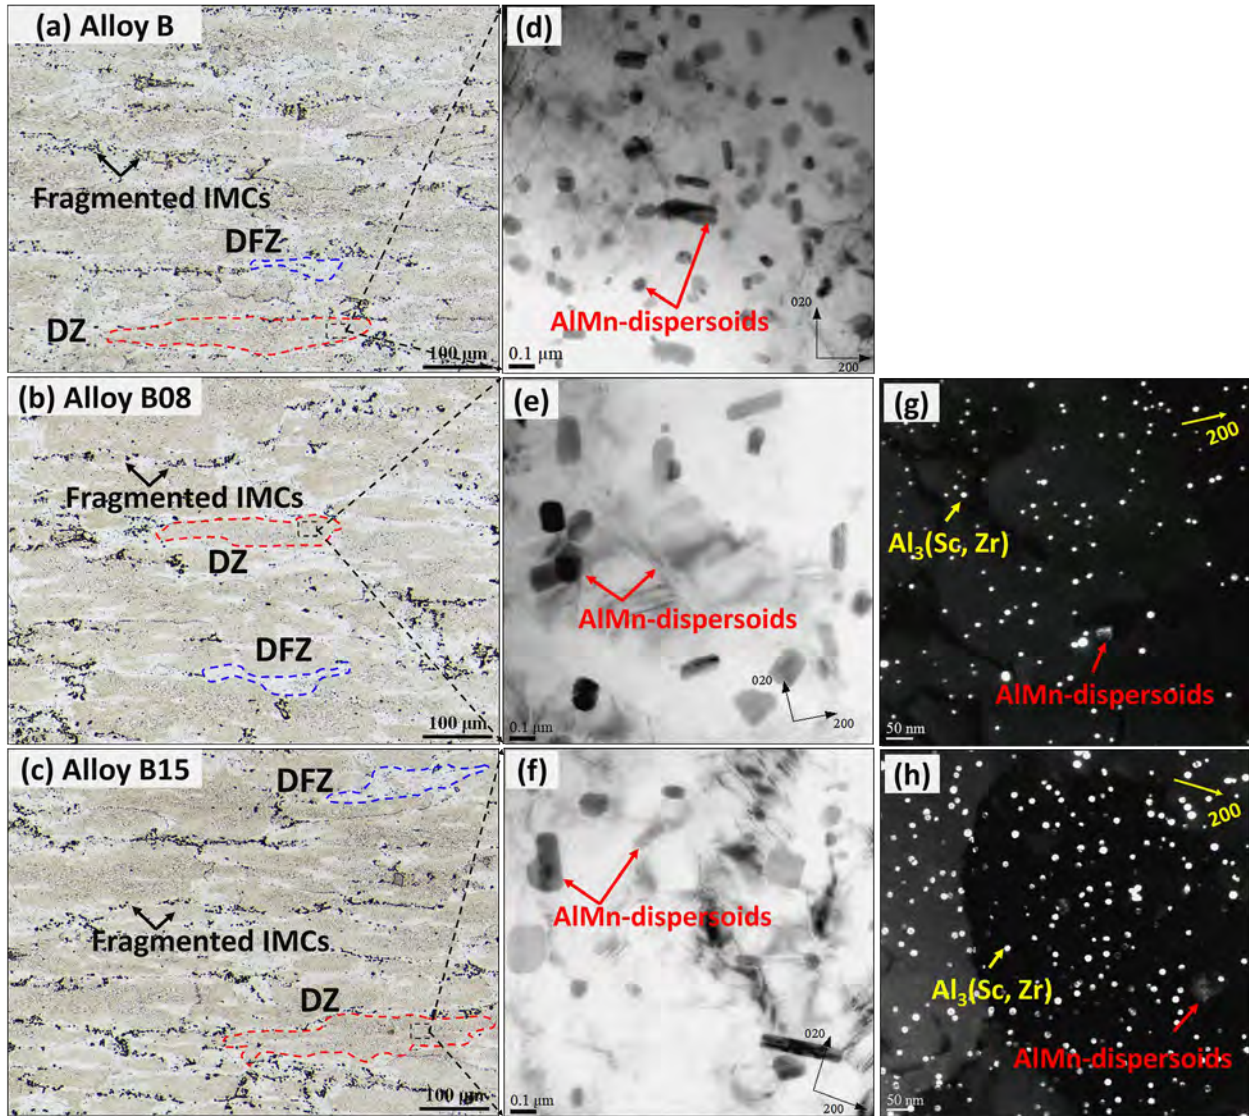 (a) Alloy B
Fragmented IMCs
DFZ
DZ
100 μm
(d)
AlMn-dispersoids
0.1 μm
020
200
(b) Alloy B08
Fragmented IMCs
DZ
DFZ
100 μm
(e)
AlMn-dispersoids
0.1 μm
020
200
(g)
200
Al₃(Sc, Zr)
AlMn-dispersoids
50 nm
(c) Alloy B15
DFZ
Fragmented IMCs
DZ
100 μm
(f)
AlMn-dispersoids
0.1 μm
020
200
(h)
200
Al₃(Sc, Zr)
AlMn-dispersoids
50 nm